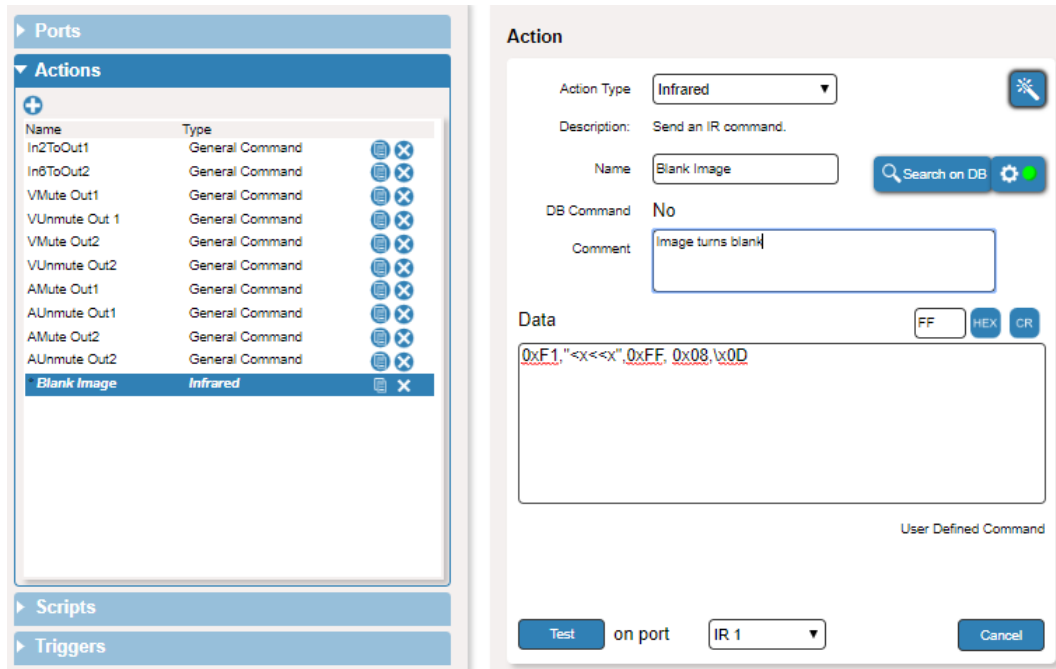 Ports
Actions
Name Type
In2ToOut1 General Command
In6ToOut2 General Command
VMute Out1 General Command
VUnmute Out 1 General Command
VMute Out2 General Command
VUnmute Out2 General Command
AMute Out1 General Command
AUnmute Out1 General Command
AMute Out2 General Command
AUnmute Out2 General Command
* Blank Image Infrared
Scripts
Triggers
Action
Action Type Infrared
Description: Send an IR command.
Name Blank Image Search on DB
DB Command No
Comment Image turns blank
Data FF HEX CR
0xF1,"<x<<x",0xFF, 0x08,\x0D
User Defined Command
Test on port IR 1 Cancel